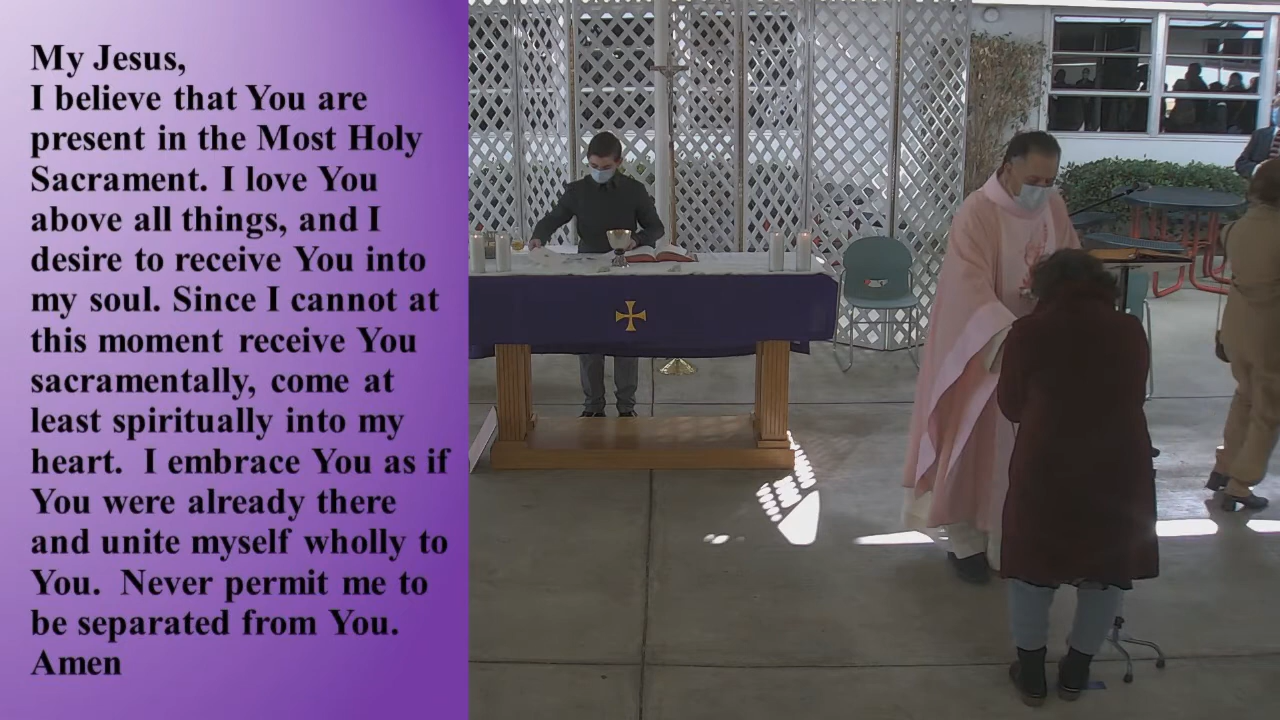 My Jesus,
I believe that You are
present in the Most Holy
Sacrament. I love You
above all things, and I
desire to receive You into
my soul. Since I cannot at
this moment receive You
sacramentally, come at
least spiritually into my
heart. I embrace You as if
You were already there
and unite myself wholly to
You. Never permit me to
be separated from You.
Amen